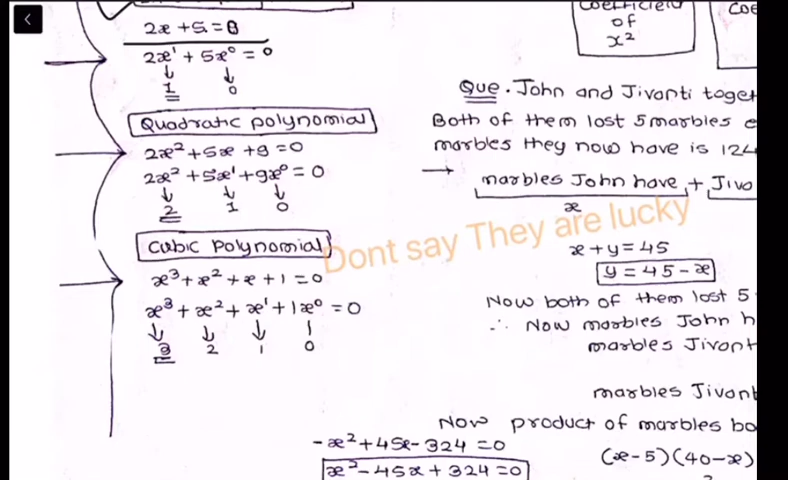 2x + 5 = 0
2x¹ + 5x⁰ = 0
↓ ↓
1 0
Quadratic polynomial
2x² + 5x + 9 = 0
2x² + 5x¹ + 9x⁰ = 0
↓ ↓ ↓
2 1 0
Cubic polynomial
x³ + x² + x + 1 = 0
x³ + x² + x¹ + 1x⁰ = 0
↓ ↓ ↓
3 2 1 0
-x² + 45x - 324 = 0
x² - 45x + 324 = 0
of
x²
Que. John and Jivanti toget
Both of them lost 5 marbles e
marbles they now have is 124
→ marbles John have + Jiva
x
x + y = 45
y = 45 - x
Now both of them lost 5
∴ Now marbles John h
marbles Jivant
marbles Jivant
Now product of marbles bo
(x - 5)(40 - x)
Dont say They are lucky